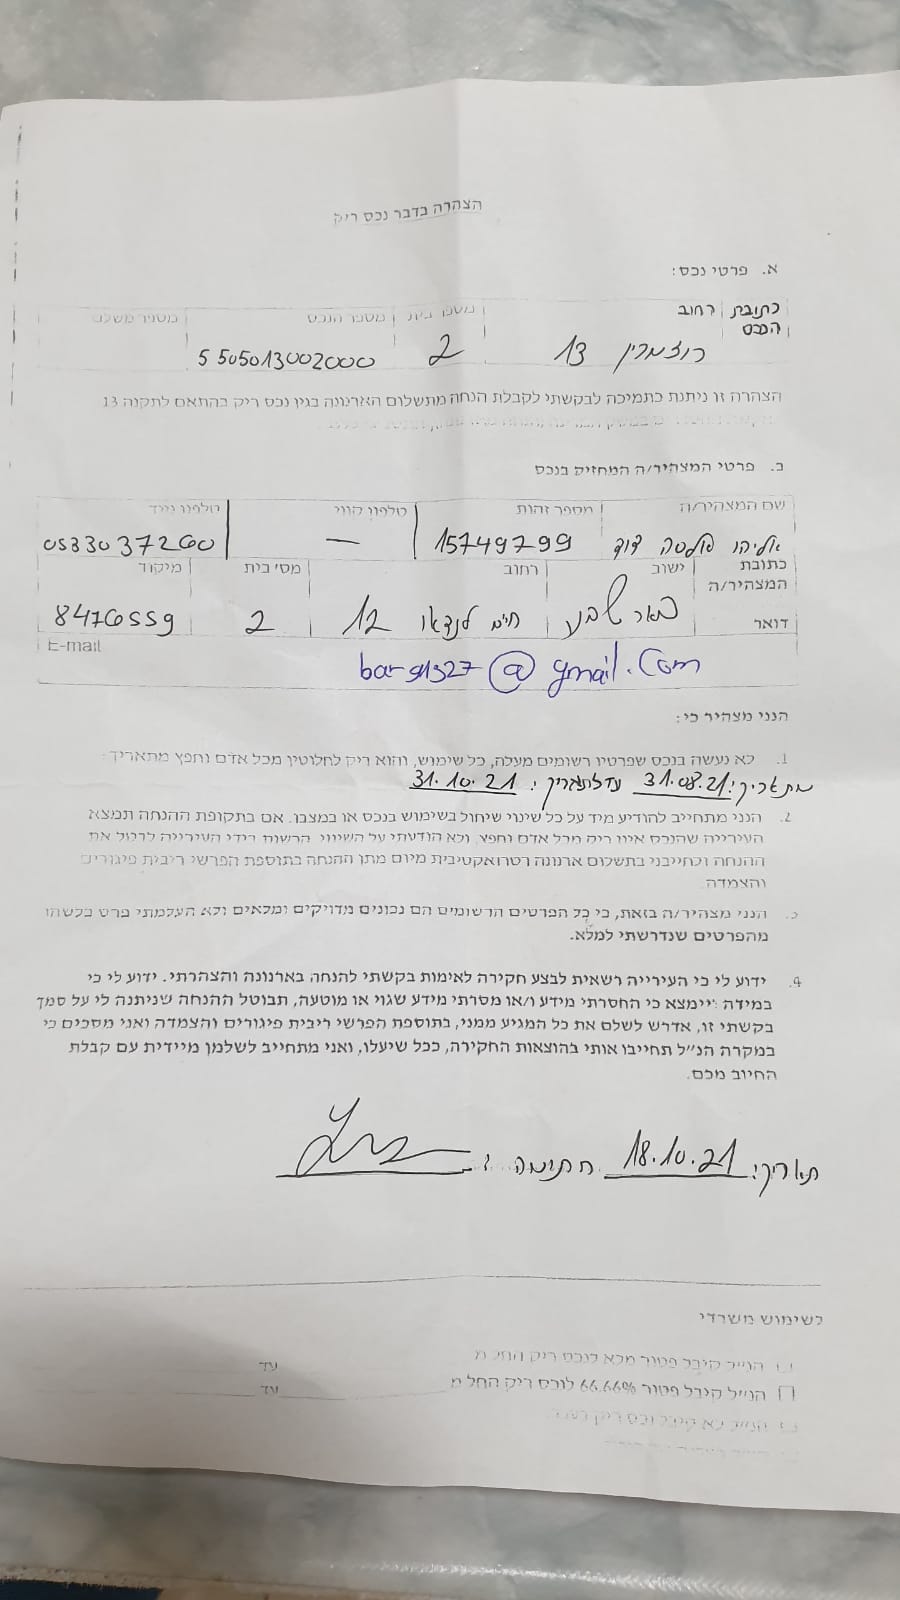 הצהרה בדבר נכס ריק
א. פרטי נכס:
כתובת הנכס | רחוב | מספר בית | מספר הנכס | מספר משלם
רוזמרין 13 2 5505013002000
הצהרה זו ניתנת כתמיכה לבקשתי לקבלת הנחה מתשלום הארנונה בגין נכס ריק בהתאם לתקנה 13
ב. פרטי המצהיר/ה המחזיק בנכס
שם המצהיר/ה | מספר זהות | טלפון קווי | טלפון נייד
אליהו דוד 15749799 — 0533037260
כתובת המצהיר/ה | ישוב | רחוב | מס' בית | מיקוד
דואר באר שבע חיים לנדאו 12 2 8476559
E-mail
bar91327@gmail.com
הנני מצהיר כי:
1. לא נעשה בנכס שפרטיו רשומים מעלה, כל שימוש, והוא ריק לחלוטין מכל אדם וחפץ מתאריך:
מתאריך: 31.08.21 עד לתאריך: 31.10.21
2. הנני מתחייב להודיע מיד על כל שינוי שיחול בשימוש בנכס או במצבו. אם בתקופת ההנחה תמצא
העירייה שהנכס אינו ריק מכל אדם וחפץ, ולא הודעתי על השינוי, הרשות בידי העירייה לבטל את
ההנחה ולחייבני בתשלום ארנונה רטרואקטיבית מיום מתן ההנחה בתוספת הפרשי ריבית פיגורים
והצמדה.
3. הנני מצהיר/ה בזאת, כי כל הפרטים הרשומים הם נכונים מדויקים ומלאים ולא העלמתי פרט כלשהו
מהפרטים שנדרשתי למלא.
4. ידוע לי כי העירייה רשאית לבצע חקירה לאימות בקשתי להנחה בארנונה והצהרתי. ידוע לי כי
במידה ויימצא כי החסרתי מידע ו/או מסרתי מידע שגוי או מוטעה, תבוטל ההנחה שניתנה לי על סמך
בקשתי זו, אדרש לשלם את כל המגיע ממני, בתוספת הפרשי ריבית פיגורים והצמדה ואני מסכים כי
במקרה הנ"ל תחייבו אותי בהוצאות החקירה, ככל שיעלו, ואני מתחייב לשלמן מיידית עם קבלת
החיוב מכם.
תאריך: 18.10.21 חתימה:
לשימוש משרדי
הנ"ל קיבל פטור מלא לנכס ריק החל מ עד
הנ"ל קיבל פטור 66.66% לנכס ריק החל מ עד
הנ"ל לא קיבל נכס ריק בעבר